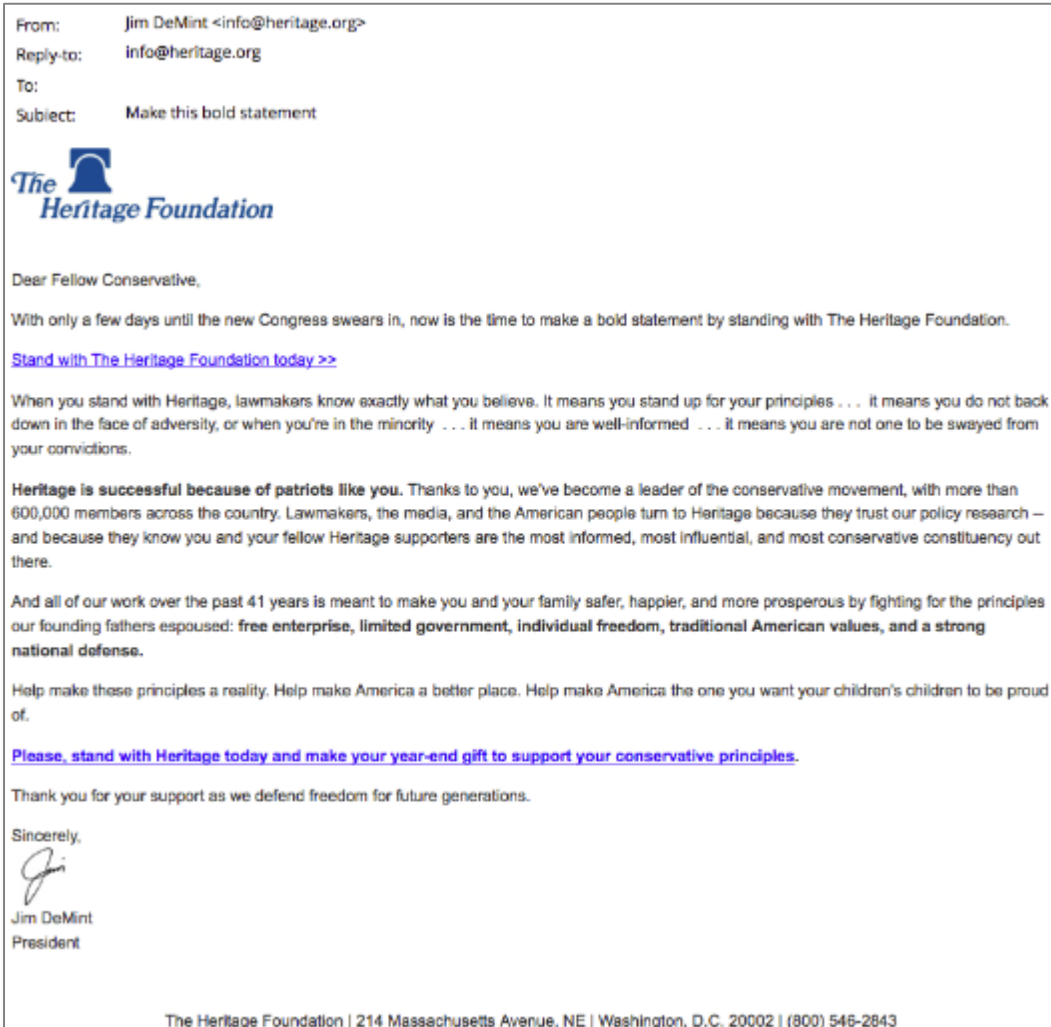 From: Jim DeMint <info@heritage.org>
Reply-to: info@heritage.org
To:
Subject: Make this bold statement
The
Heritage Foundation
Dear Fellow Conservative,
With only a few days until the new Congress swears in, now is the time to make a bold statement by standing with The Heritage Foundation.
Stand with The Heritage Foundation today >>
When you stand with Heritage, lawmakers know exactly what you believe. It means you stand up for your principles . . . it means you do not back
down in the face of adversity, or when you're in the minority . . . it means you are well-informed . . . it means you are not one to be swayed from
your convictions.
Heritage is successful because of patriots like you. Thanks to you, we've become a leader of the conservative movement, with more than
600,000 members across the country. Lawmakers, the media, and the American people turn to Heritage because they trust our policy research –
and because they know you and your fellow Heritage supporters are the most informed, most influential, and most conservative constituency out
there.
And all of our work over the past 41 years is meant to make you and your family safer, happier, and more prosperous by fighting for the principles
our founding fathers espoused: free enterprise, limited government, individual freedom, traditional American values, and a strong
national defense.
Help make these principles a reality. Help make America a better place. Help make America the one you want your children's children to be proud
of.
Please, stand with Heritage today and make your year-end gift to support your conservative principles.
Thank you for your support as we defend freedom for future generations.
Sincerely,
Jim
Jim DeMint
President
The Heritage Foundation | 214 Massachusetts Avenue, NE | Washington, D.C. 20002 | (800) 546-2843